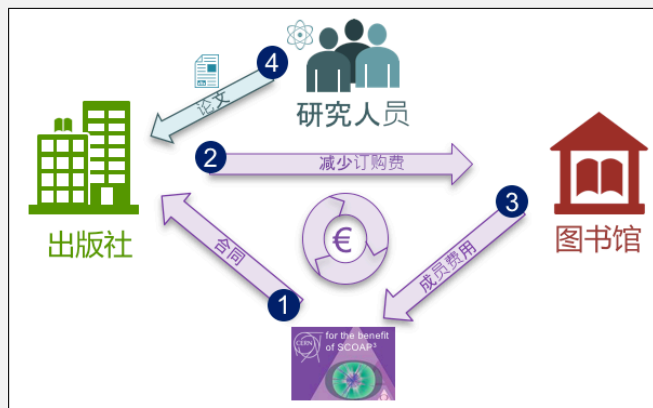 4
研究人员
论文
2
减少订购费
3
出版社
€
图书馆
合同
成员费用
1
CERN
for the benefit
of SCOAP³